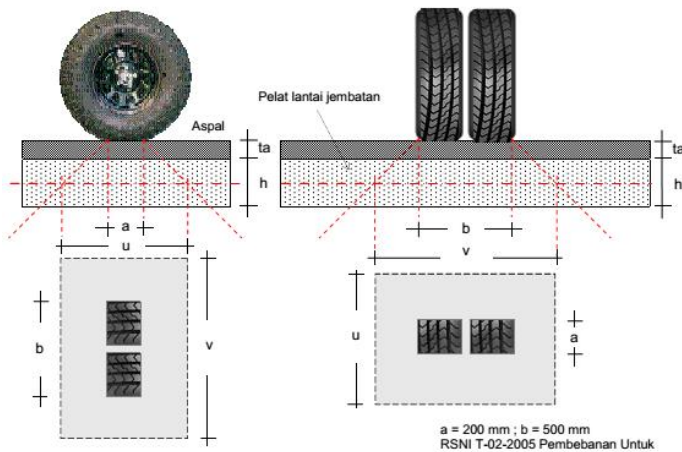 Pelat lantai jembatan
Aspal
ta
h
a
u
b
v
ta
h
b
v
u
a
a = 200 mm ; b = 500 mm
RSNI T-02-2005 Pembebanan Untuk